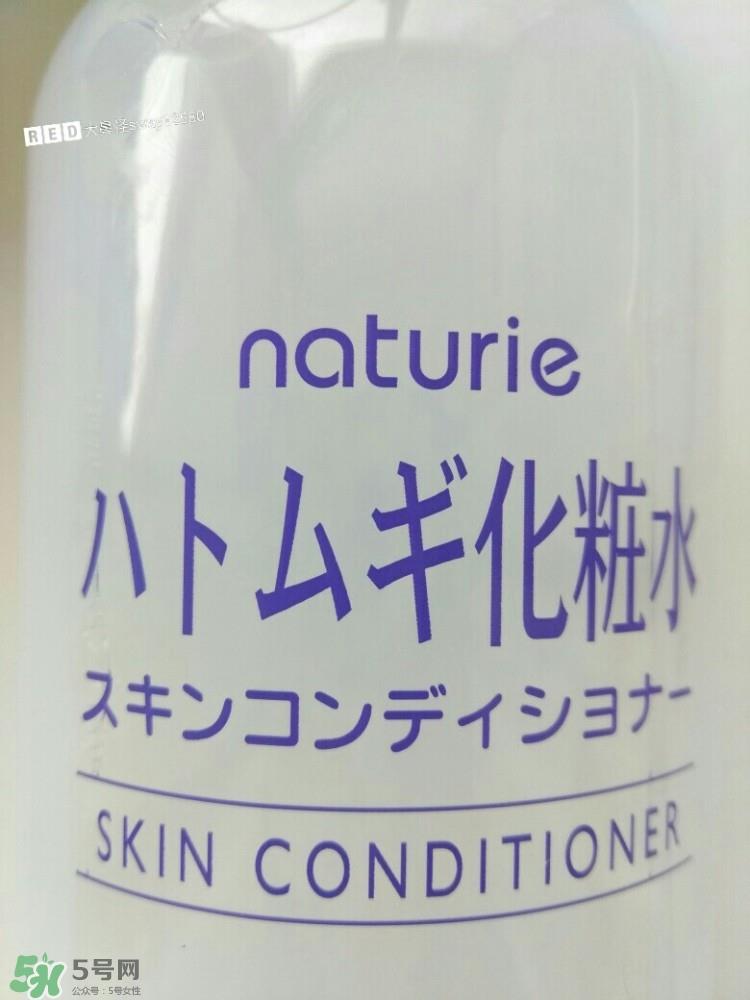 RED
naturie
ハトムギ化粧水
スキンコンディショナー
SKIN CONDITIONER
5号网
公众号：5号女性